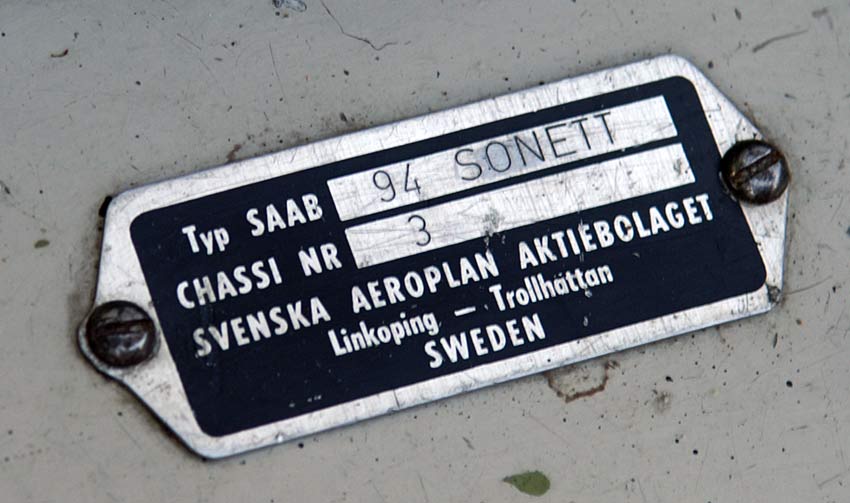 Typ SAAB 94 SONETT
CHASSI NR 3
SVENSKA AEROPLAN AKTIEBOLAGET
Linkoping — Trollhättan
SWEDEN